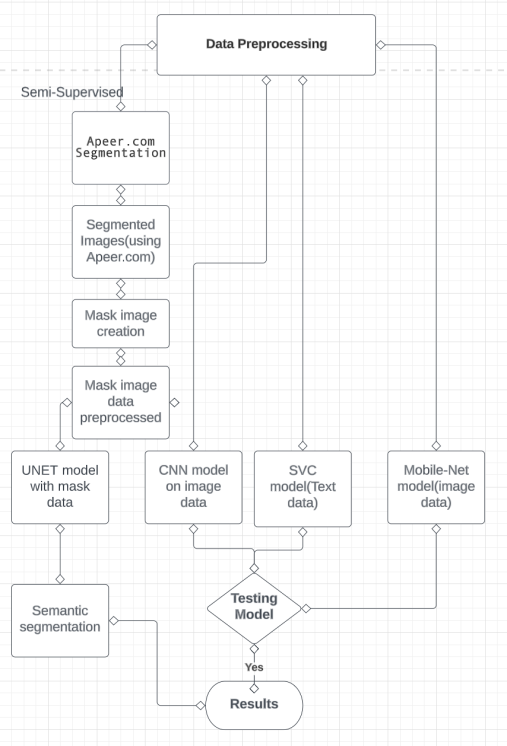 Data Preprocessing
Semi-Supervised
Apeer.com
Segmentation
Segmented
Images(using
Apeer.com)
Mask image
creation
Mask image
data
preprocessed
UNET model
with mask
data
CNN model
on image
data
SVC
model(Text
data)
Mobile-Net
model(image
data)
Semantic
segmentation
Testing
Model
Yes
Results